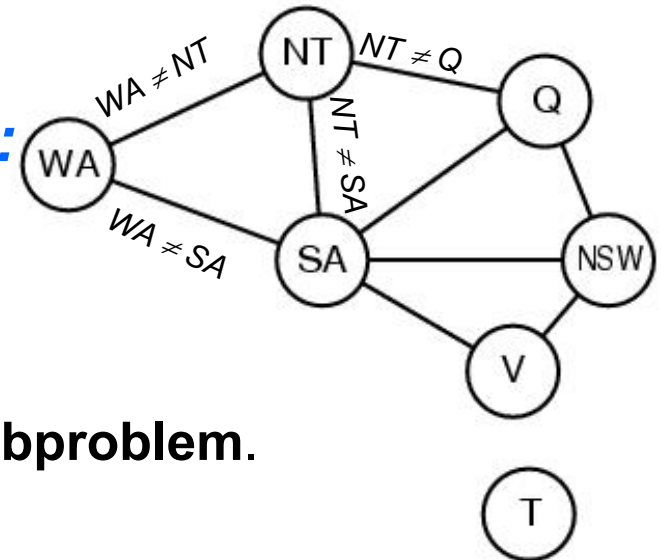 NT
WA ≠ NT
NT ≠ Q
Q
:
WA
NT ≠ SA
WA ≠ SA
SA
NSW
V
bproblem.
T